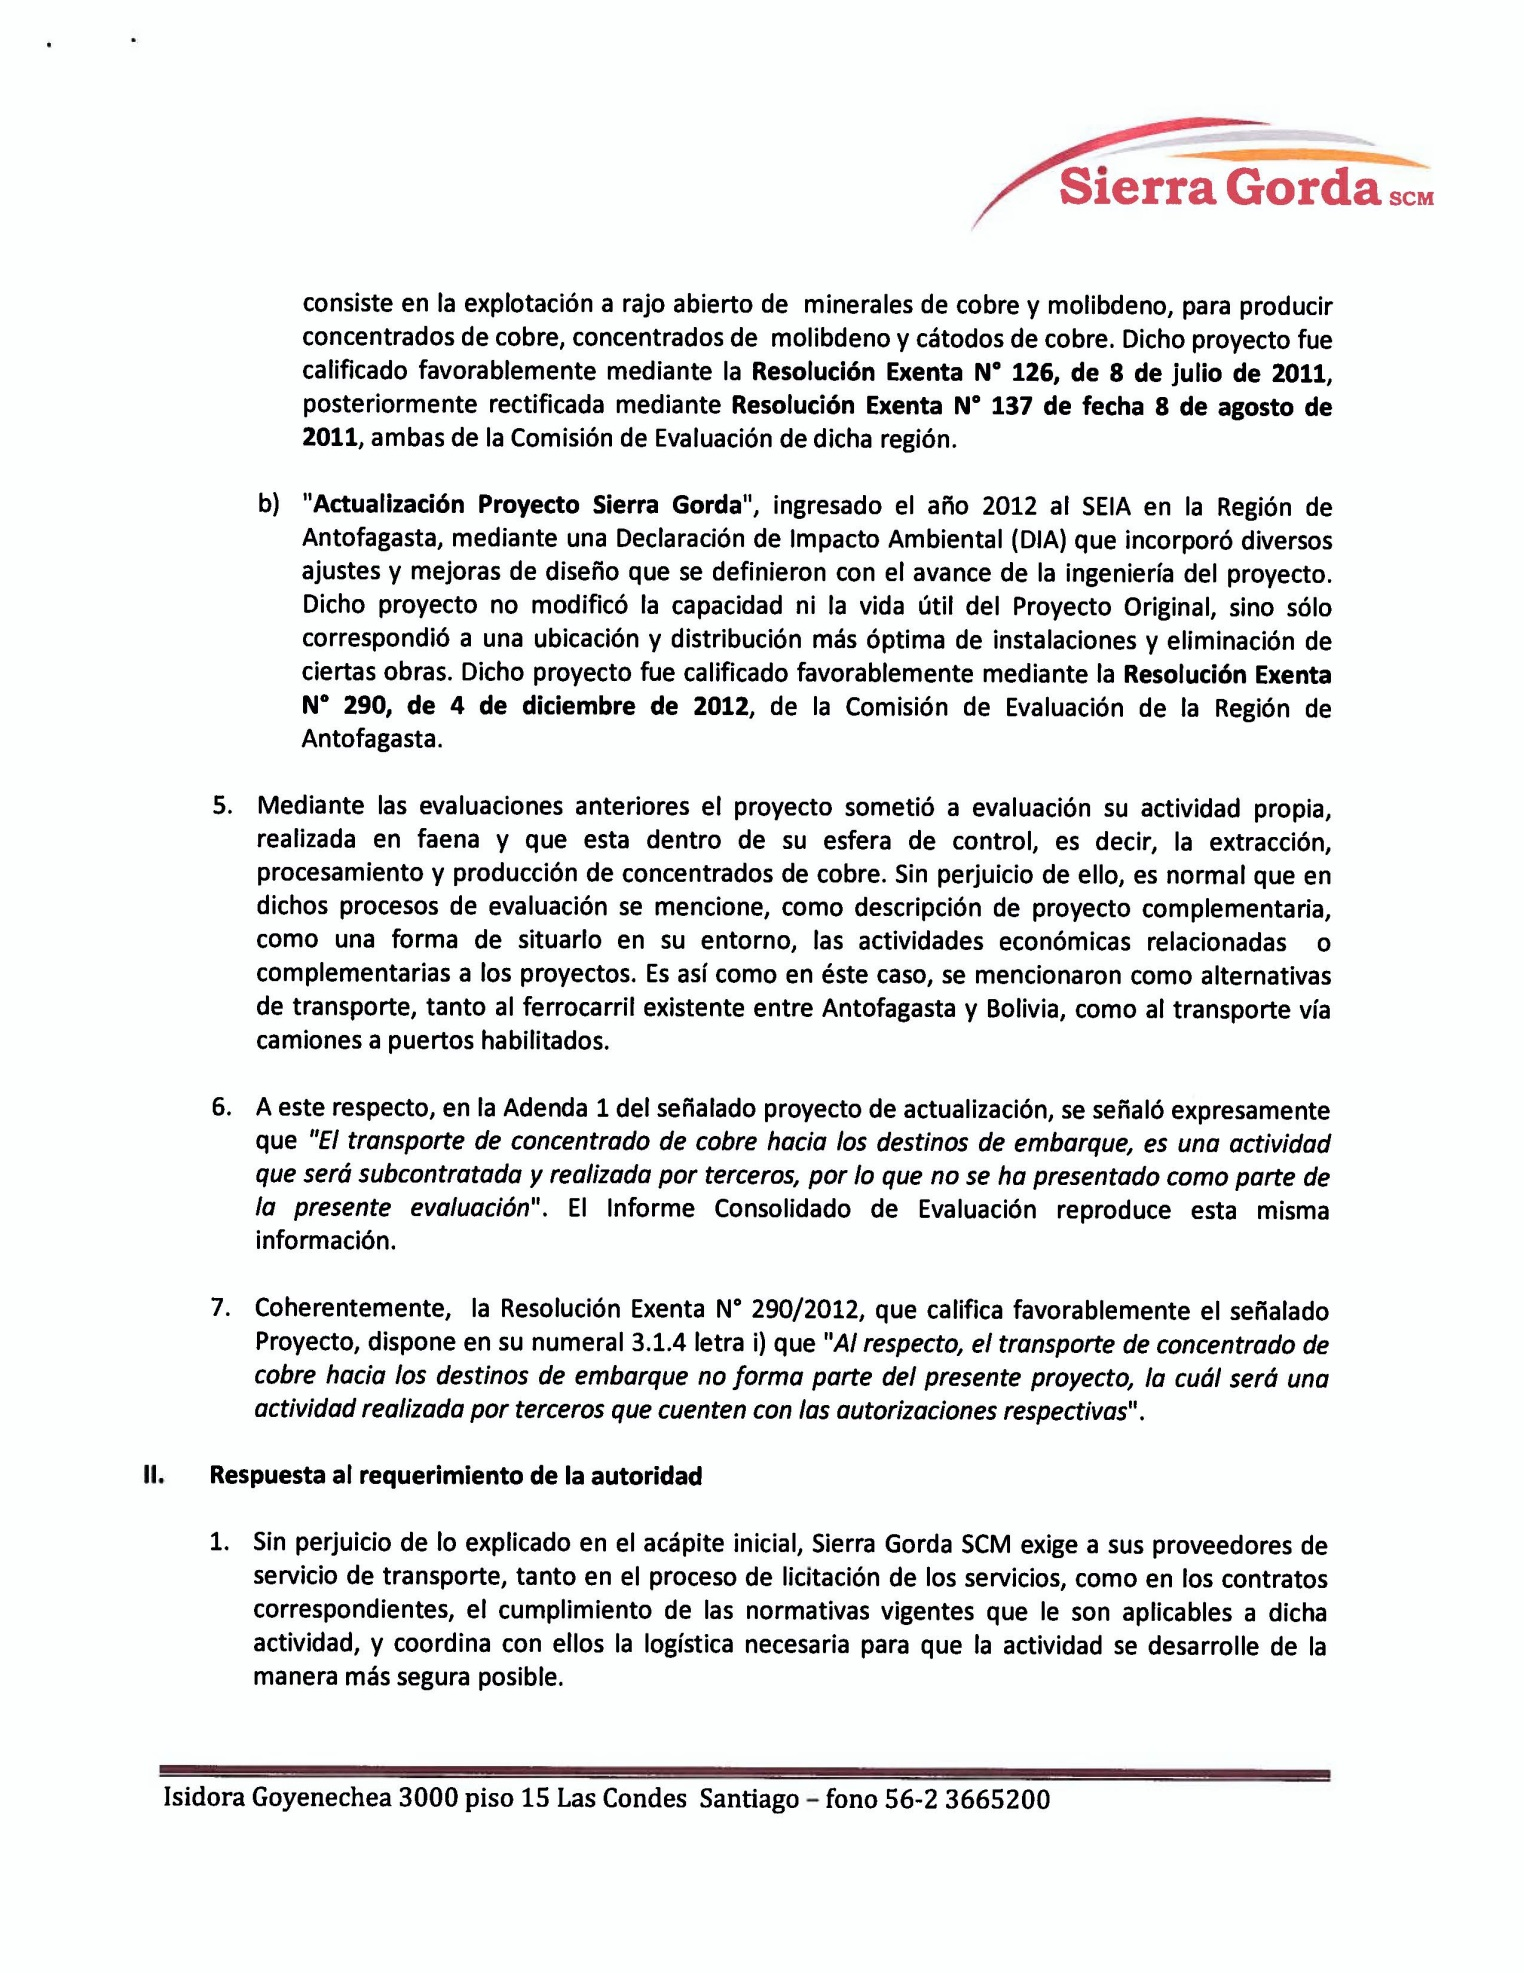 Sierra Gorda SCM
consiste en la explotación a rajo abierto de minerales de cobre y molibdeno, para producir
concentrados de cobre, concentrados de molibdeno y cátodos de cobre. Dicho proyecto fue
calificado favorablemente mediante la Resolución Exenta N° 126, de 8 de julio de 2011,
posteriormente rectificada mediante Resolución Exenta N° 137 de fecha 8 de agosto de
2011, ambas de la Comisión de Evaluación de dicha región.
b) "Actualización Proyecto Sierra Gorda", ingresado el año 2012 al SEIA en la Región de
Antofagasta, mediante una Declaración de Impacto Ambiental (DIA) que incorporó diversos
ajustes y mejoras de diseño que se definieron con el avance de la ingeniería del proyecto.
Dicho proyecto no modificó la capacidad ni la vida útil del Proyecto Original, sino sólo
correspondió a una ubicación y distribución más óptima de instalaciones y eliminación de
ciertas obras. Dicho proyecto fue calificado favorablemente mediante la Resolución Exenta
N° 290, de 4 de diciembre de 2012, de la Comisión de Evaluación de la Región de
Antofagasta.
5. Mediante las evaluaciones anteriores el proyecto sometió a evaluación su actividad propia,
realizada en faena y que esta dentro de su esfera de control, es decir, la extracción,
procesamiento y producción de concentrados de cobre. Sin perjuicio de ello, es normal que en
dichos procesos de evaluación se mencione, como descripción de proyecto complementaria,
como una forma de situarlo en su entorno, las actividades económicas relacionadas o
complementarias a los proyectos. Es así como en éste caso, se mencionaron como alternativas
de transporte, tanto al ferrocarril existente entre Antofagasta y Bolivia, como al transporte vía
camiones a puertos habilitados.
6. A este respecto, en la Adenda 1 del señalado proyecto de actualización, se señaló expresamente
que "El transporte de concentrado de cobre hacia los destinos de embarque, es una actividad
que será subcontratada y realizada por terceros, por lo que no se ha presentado como parte de
la presente evaluación". El Informe Consolidado de Evaluación reproduce esta misma
información.
7. Coherentemente, la Resolución Exenta N° 290/2012, que califica favorablemente el señalado
Proyecto, dispone en su numeral 3.1.4 letra i) que "Al respecto, el transporte de concentrado de
cobre hacia los destinos de embarque no forma parte del presente proyecto, la cuál será una
actividad realizada por terceros que cuenten con las autorizaciones respectivas".
II. Respuesta al requerimiento de la autoridad
1. Sin perjuicio de lo explicado en el acápite inicial, Sierra Gorda SCM exige a sus proveedores de
servicio de transporte, tanto en el proceso de licitación de los servicios, como en los contratos
correspondientes, el cumplimiento de las normativas vigentes que le son aplicables a dicha
actividad, y coordina con ellos la logística necesaria para que la actividad se desarrolle de la
manera más segura posible.
Isidora Goyenechea 3000 piso 15 Las Condes Santiago – fono 56-2 3665200